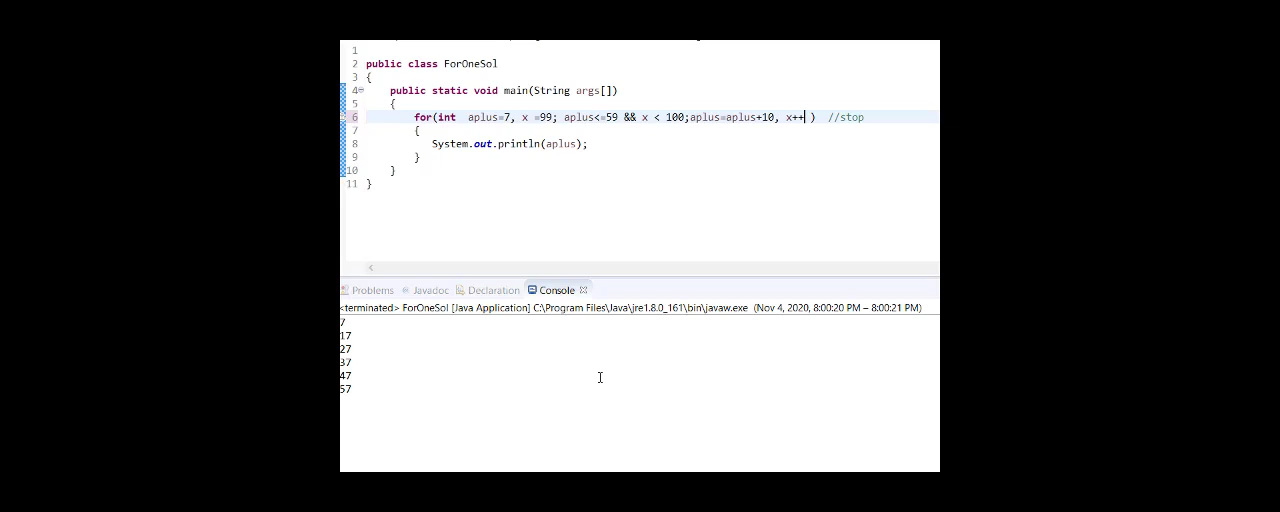 1
2 public class ForOneSol
3 {
4 public static void main(String args[])
5 {
6 for(int aplus=7, x =99; aplus<=59 && x < 100;aplus=aplus+10, x++ ) //stop
7 {
8 System.out.println(aplus);
9 }
10 }
11 }
Problems Javadoc Declaration Console
<terminated> ForOneSol [Java Application] C:\Program Files\Java\jre1.8.0_161\bin\javaw.exe (Nov 4, 2020, 8:00:20 PM – 8:00:21 PM)
7
17
27
37
47
57